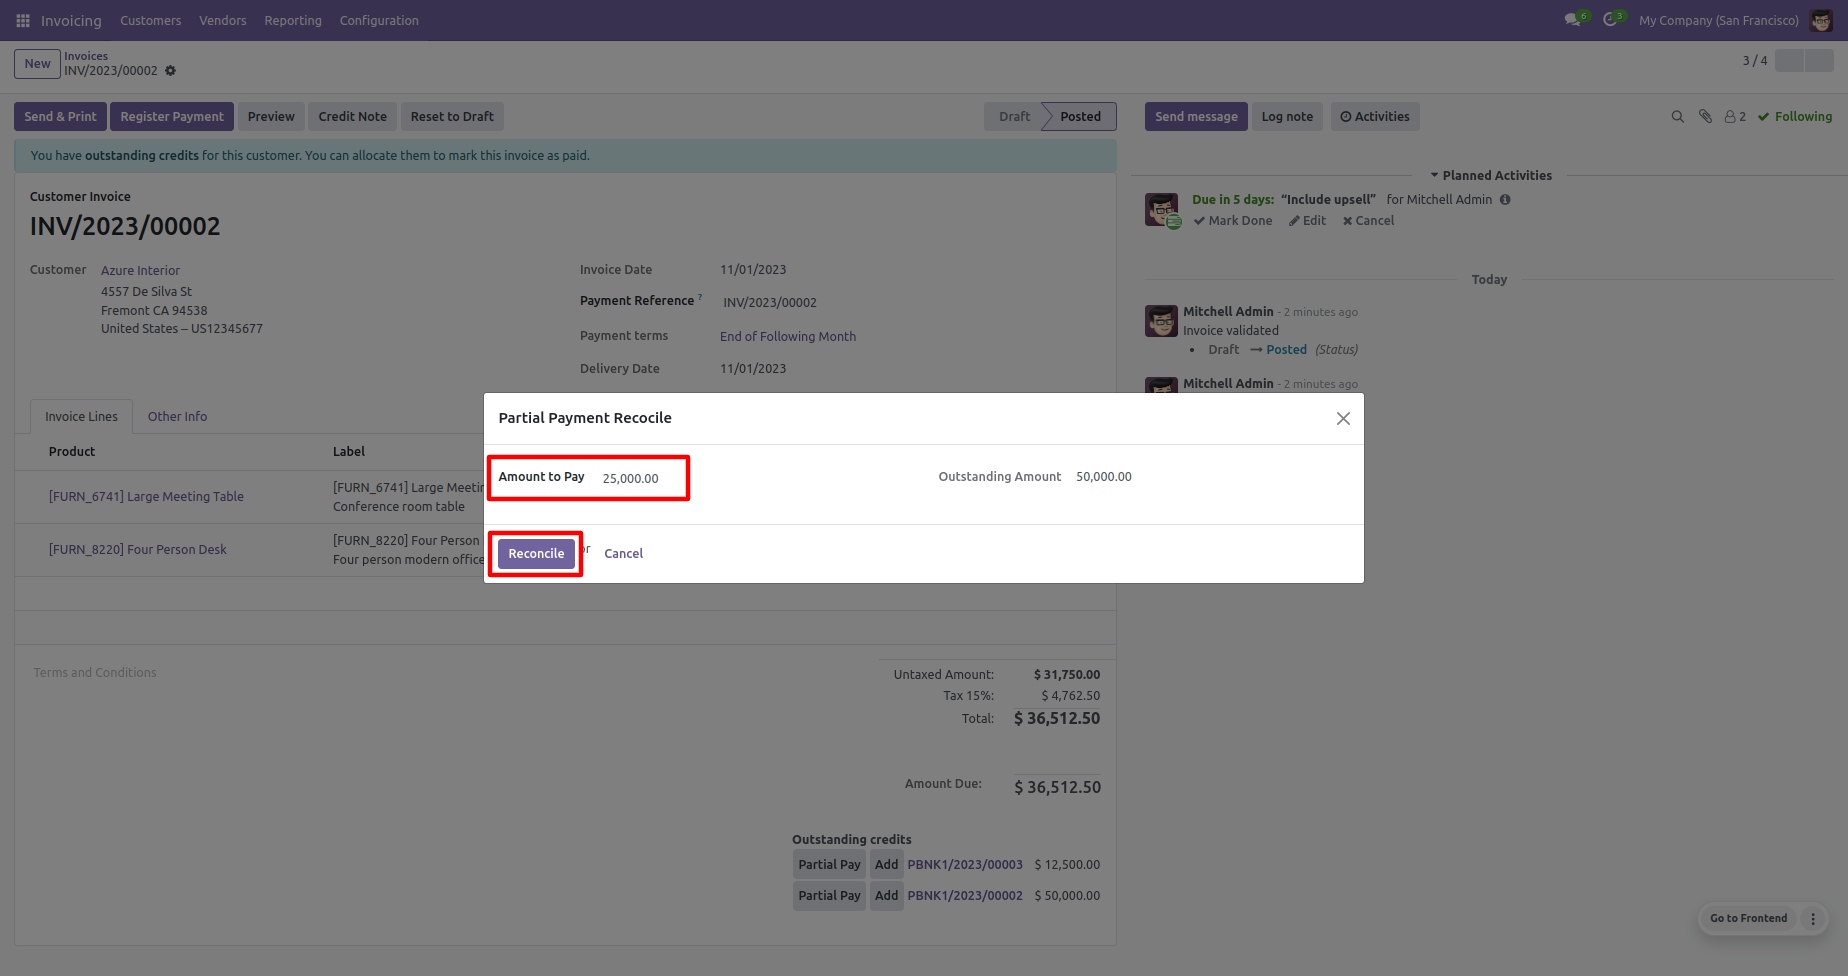 Invoicing Customers Vendors Reporting Configuration 6 3 My Company (San Francisco)
New Invoices
INV/2023/00002 3 / 4
Send & Print Register Payment Preview Credit Note Reset to Draft Draft Posted Send message Log note Activities 2 Following
You have outstanding credits for this customer. You can allocate them to mark this invoice as paid.
Customer Invoice
INV/2023/00002
Customer Azure Interior
4557 De Silva St
Fremont CA 94538
United States – US12345677
Invoice Date 11/01/2023
Payment Reference ? INV/2023/00002
Payment terms End of Following Month
Delivery Date 11/01/2023
Planned Activities
Due in 5 days: “Include upsell” for Mitchell Admin
Mark Done Edit Cancel
Today
Mitchell Admin - 2 minutes ago
Invoice validated
• Draft → Posted (Status)
Mitchell Admin - 2 minutes ago
Invoice Lines Other Info
Product Label
[FURN_6741] Large Meeting Table [FURN_6741] Large Meetin
Conference room table
[FURN_8220] Four Person Desk [FURN_8220] Four Person
Four person modern office
Partial Payment Recocile
Amount to Pay 25,000.00 Outstanding Amount 50,000.00
Reconcile or Cancel
Terms and Conditions
Untaxed Amount: $ 31,750.00
Tax 15%: $ 4,762.50
Total: $ 36,512.50
Amount Due: $ 36,512.50
Outstanding credits
Partial Pay Add PBNK1/2023/00003 $ 12,500.00
Partial Pay Add PBNK1/2023/00002 $ 50,000.00
Go to Frontend